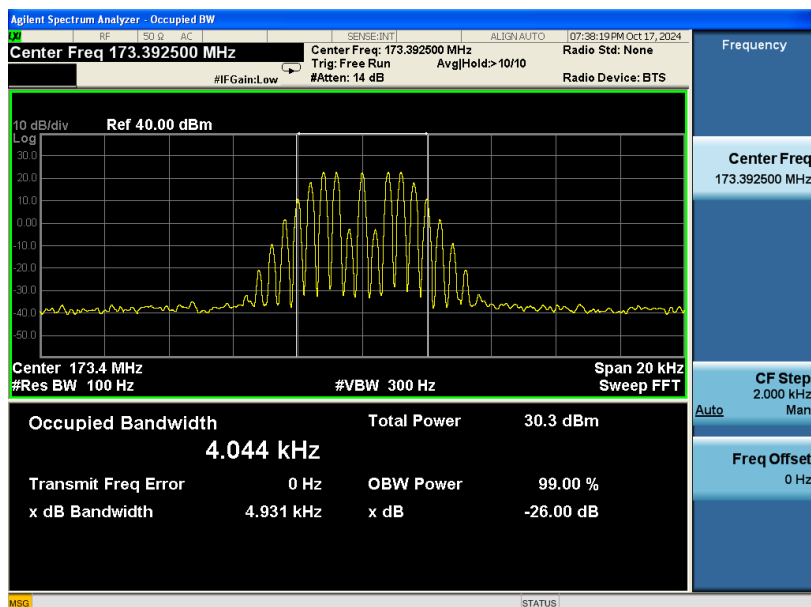 Agilent Spectrum Analyzer - Occupied BW
LXI RF 50 Ω AC SENSE:INT ALIGN AUTO 07:38:19 PM Oct 17, 2024
Center Freq 173.392500 MHz
Center Freq: 173.392500 MHz Radio Std: None
Trig: Free Run Avg|Hold:> 10/10
#IFGain:Low #Atten: 14 dB Radio Device: BTS
10 dB/div Ref 40.00 dBm
Log
30.0
20.0
10.0
0.00
-10.0
-20.0
-30.0
-40.0
-50.0
Center 173.4 MHz Span 20 kHz
#Res BW 100 Hz #VBW 300 Hz Sweep FFT
Occupied Bandwidth Total Power 30.3 dBm
4.044 kHz
Transmit Freq Error 0 Hz OBW Power 99.00 %
x dB Bandwidth 4.931 kHz x dB -26.00 dB
MSG STATUS
Frequency
Center Freq
173.392500 MHz
CF Step
2.000 kHz
Auto Man
Freq Offset
0 Hz